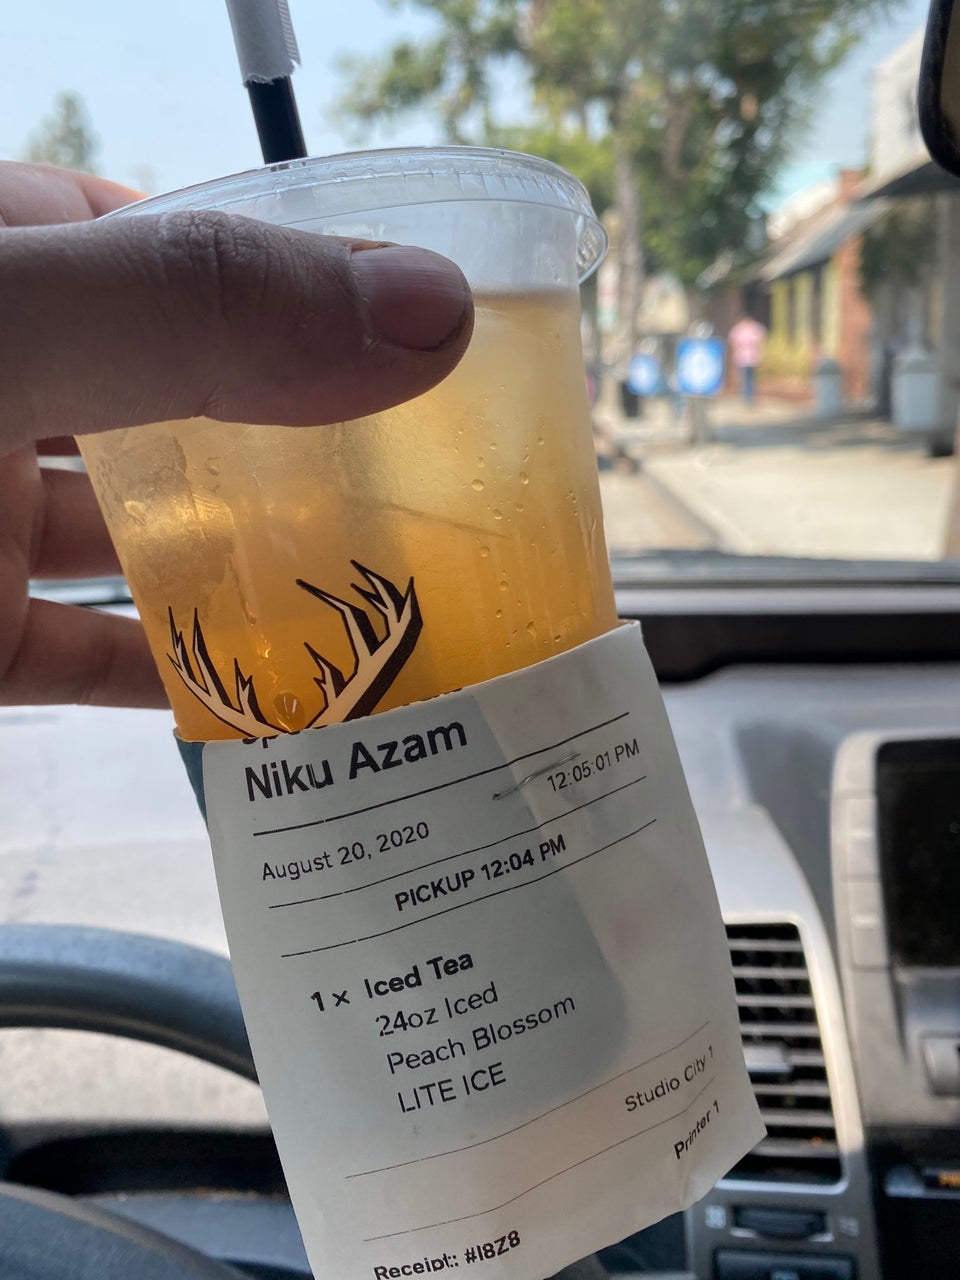 Niku Azam
12:05:01 PM
August 20, 2020
PICKUP 12:04 PM
1 × Iced Tea
24oz Iced
Peach Blossom
LITE ICE
Studio City 1
Printer 1
Receipt: #I8Z8